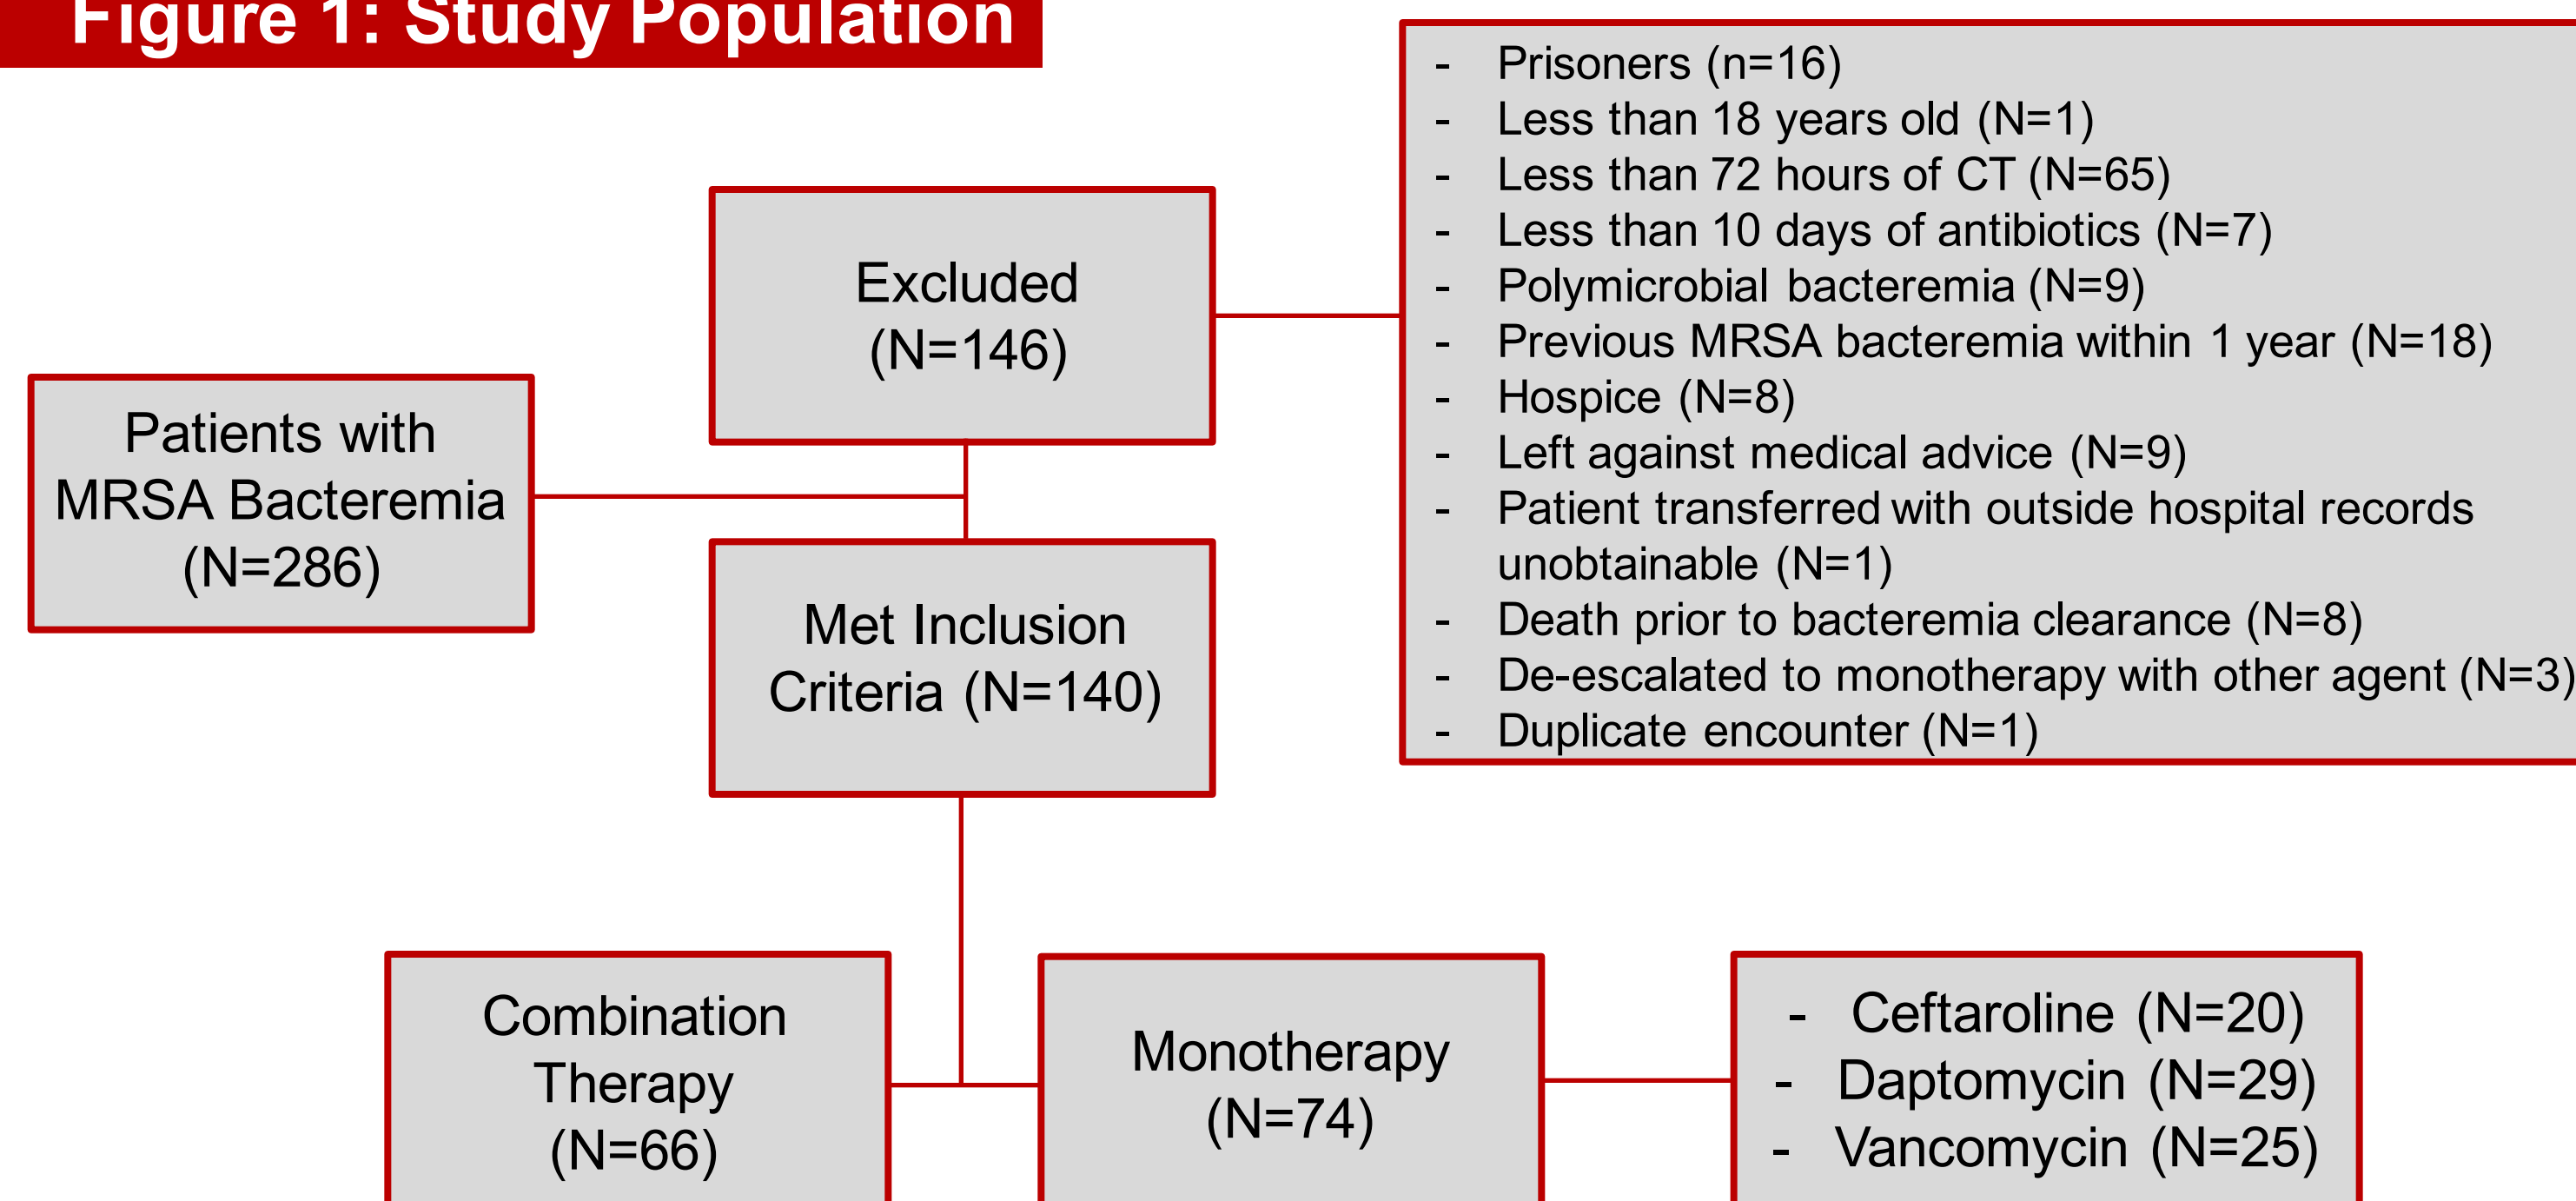 Figure 1: Study Population
- Prisoners (n=16)
- Less than 18 years old (N=1)
- Less than 72 hours of CT (N=65)
- Less than 10 days of antibiotics (N=7)
- Polymicrobial bacteremia (N=9)
- Previous MRSA bacteremia within 1 year (N=18)
- Hospice (N=8)
- Left against medical advice (N=9)
- Patient transferred with outside hospital records
unobtainable (N=1)
- Death prior to bacteremia clearance (N=8)
- De-escalated to monotherapy with other agent (N=3)
- Duplicate encounter (N=1)
Excluded
(N=146)
Patients with
MRSA Bacteremia
(N=286)
Met Inclusion
Criteria (N=140)
Combination
Therapy
(N=66)
Monotherapy
(N=74)
- Ceftaroline (N=20)
- Daptomycin (N=29)
- Vancomycin (N=25)